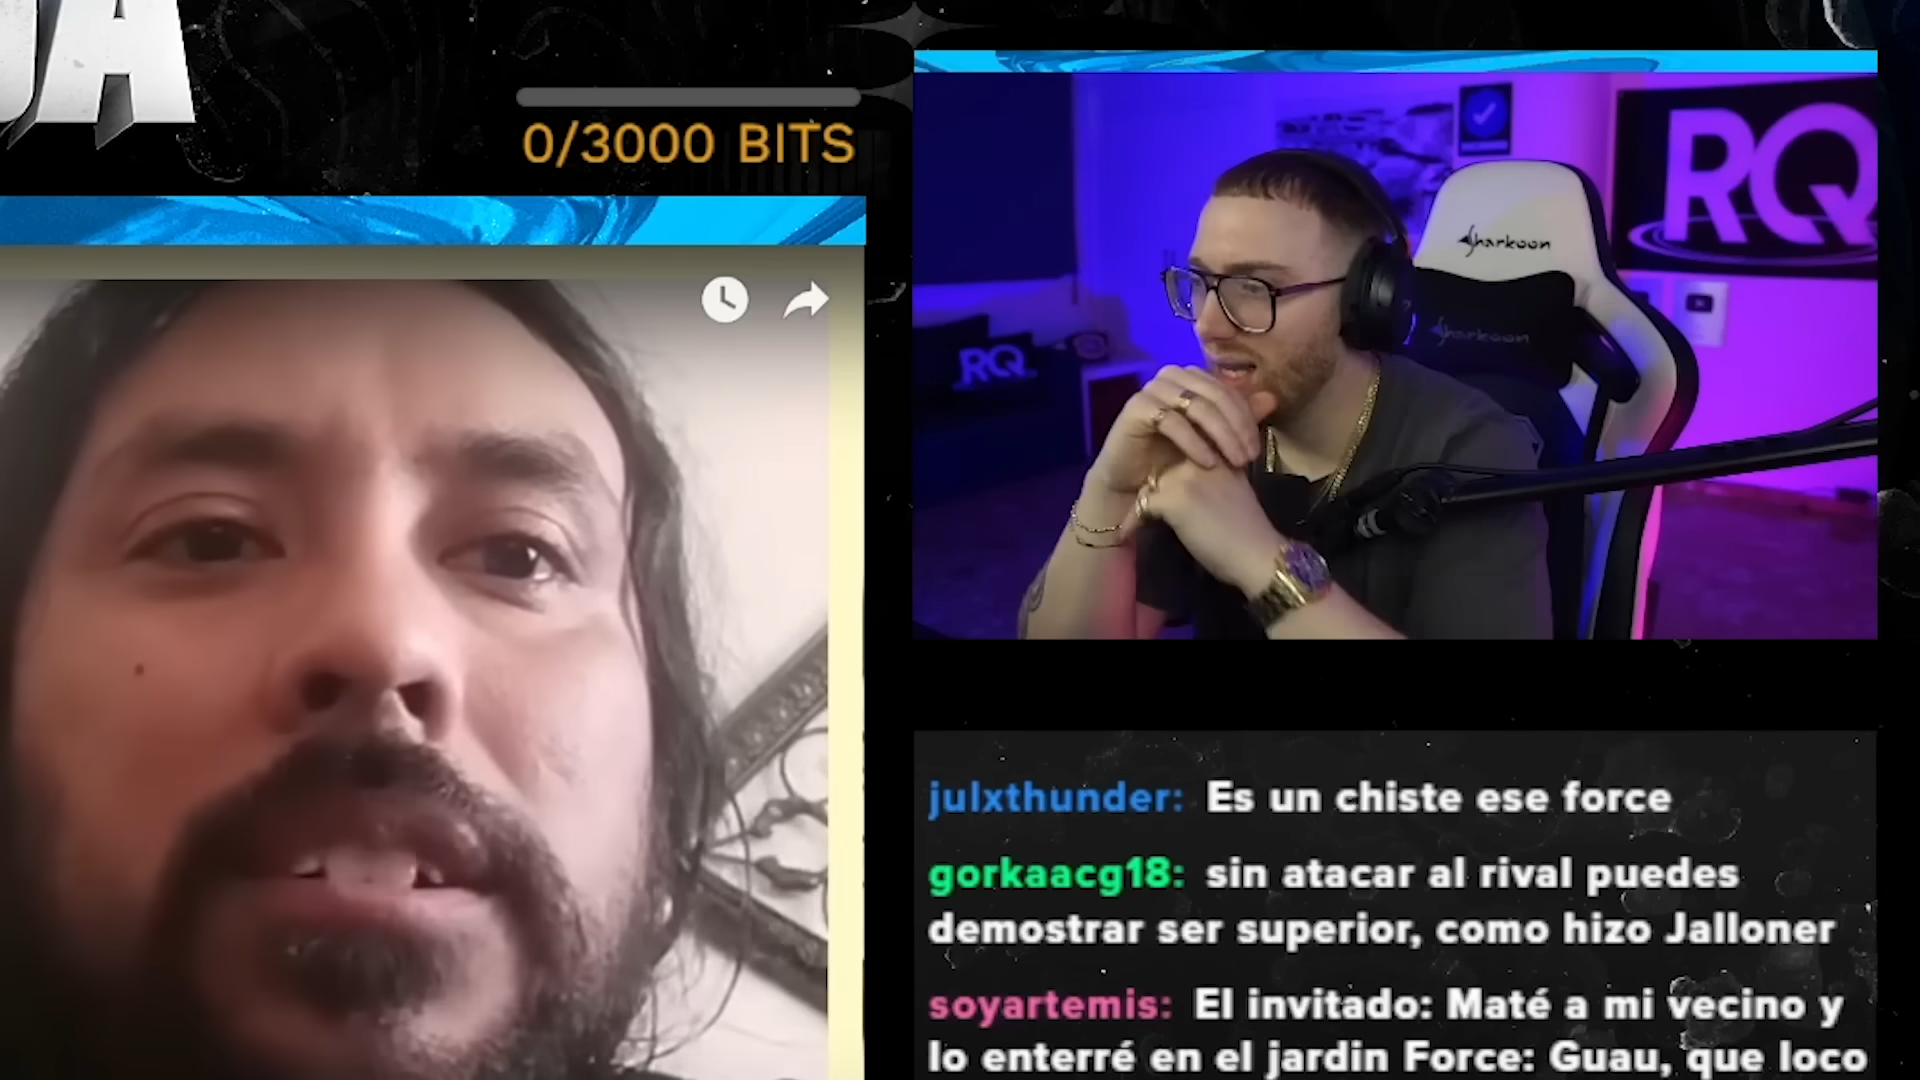 JA
0/3000 BITS
RQ
Sharkoon
Sharkoon
RQ
julxthunder: Es un chiste ese force
gorkaacg18: sin atacar al rival puedes
demostrar ser superior, como hizo Jalloner
soyartemis: El invitado: Maté a mi vecino y
lo enterré en el jardin Force: Guau, que loco